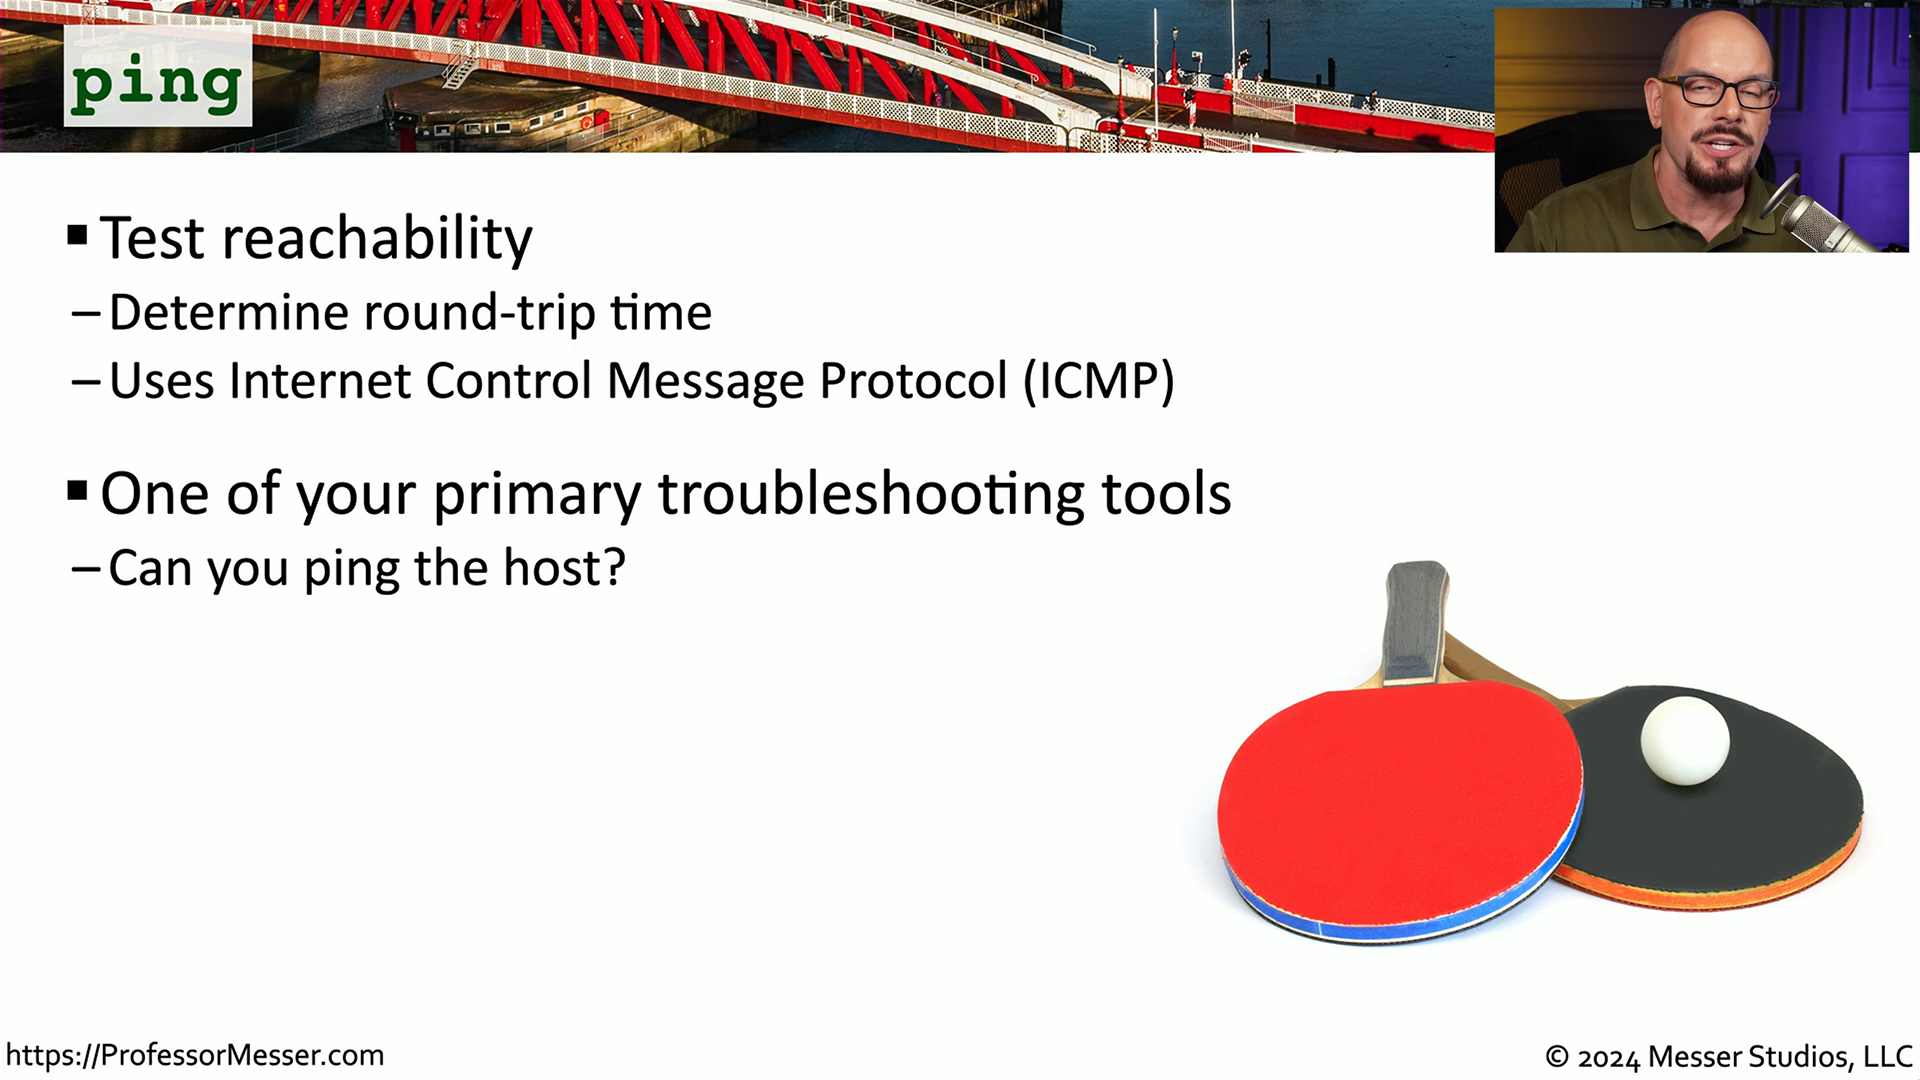 ping
▪ Test reachability
– Determine round-trip time
– Uses Internet Control Message Protocol (ICMP)
▪ One of your primary troubleshooting tools
– Can you ping the host?
https://ProfessorMesser.com
© 2024 Messer Studios, LLC